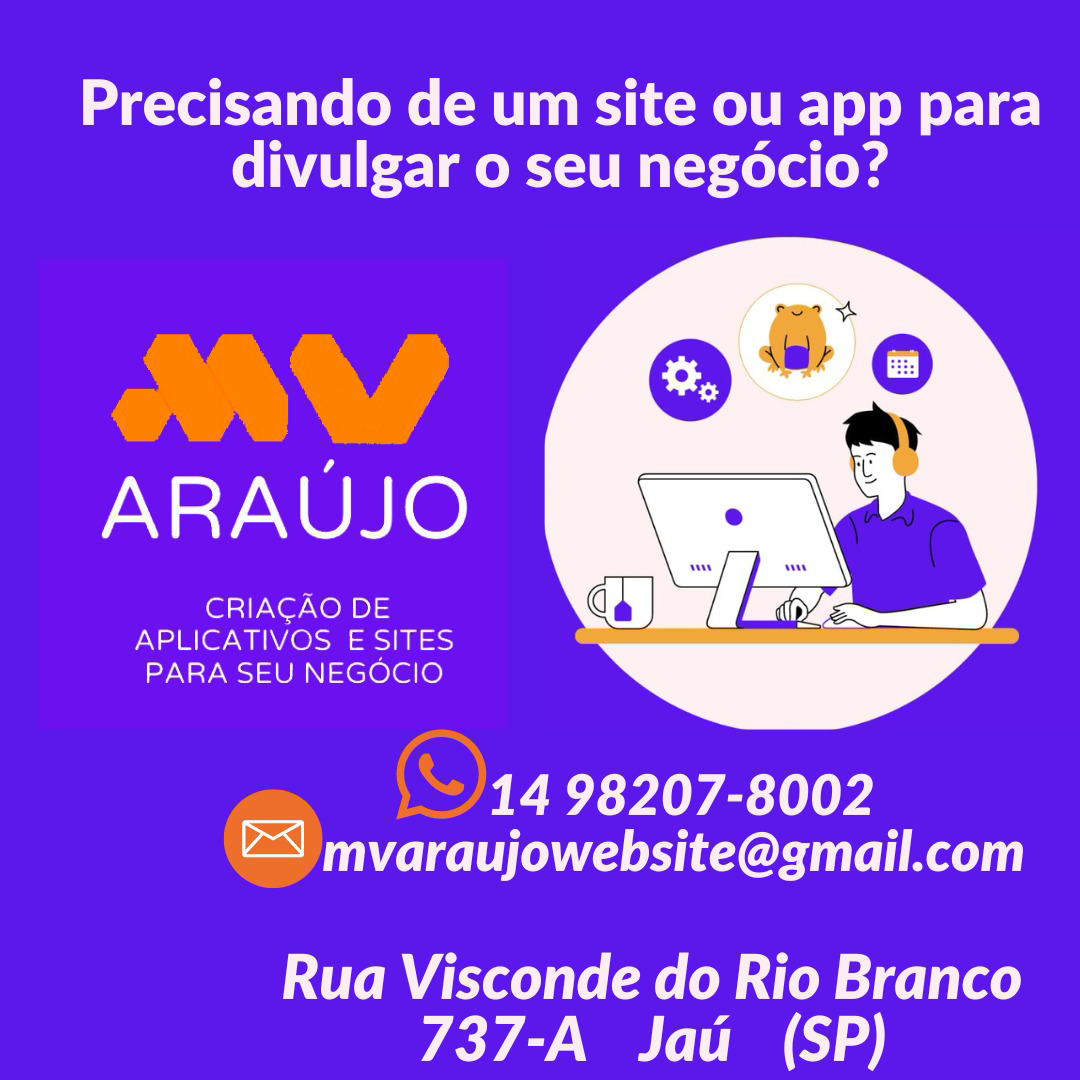 Precisando de um site ou app para
divulgar o seu negócio?
MV
ARAÚJO
CRIAÇÃO DE
APLICATIVOS E SITES
PARA SEU NEGÓCIO
14 98207-8002
mvaraujowebsite@gmail.com
Rua Visconde do Rio Branco
737-A Jaú (SP)